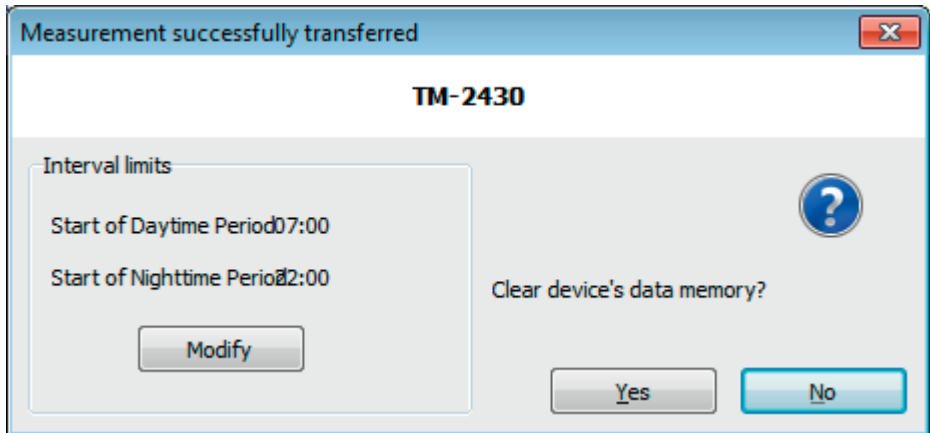 Measurement successfully transferred
TM-2430
Interval limits
Start of Daytime Period07:00
Start of Nighttime Period22:00
Modify
Clear device's data memory?
Yes
No